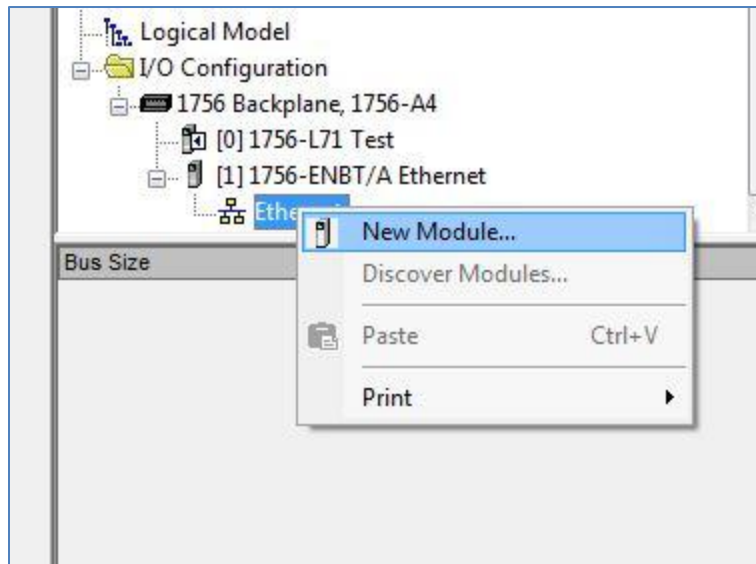 Logical Model
I/O Configuration
1756 Backplane, 1756-A4
[0] 1756-L71 Test
[1] 1756-ENBT/A Ethernet
New Module...
Bus Size
Discover Modules...
Paste Ctrl+V
Print